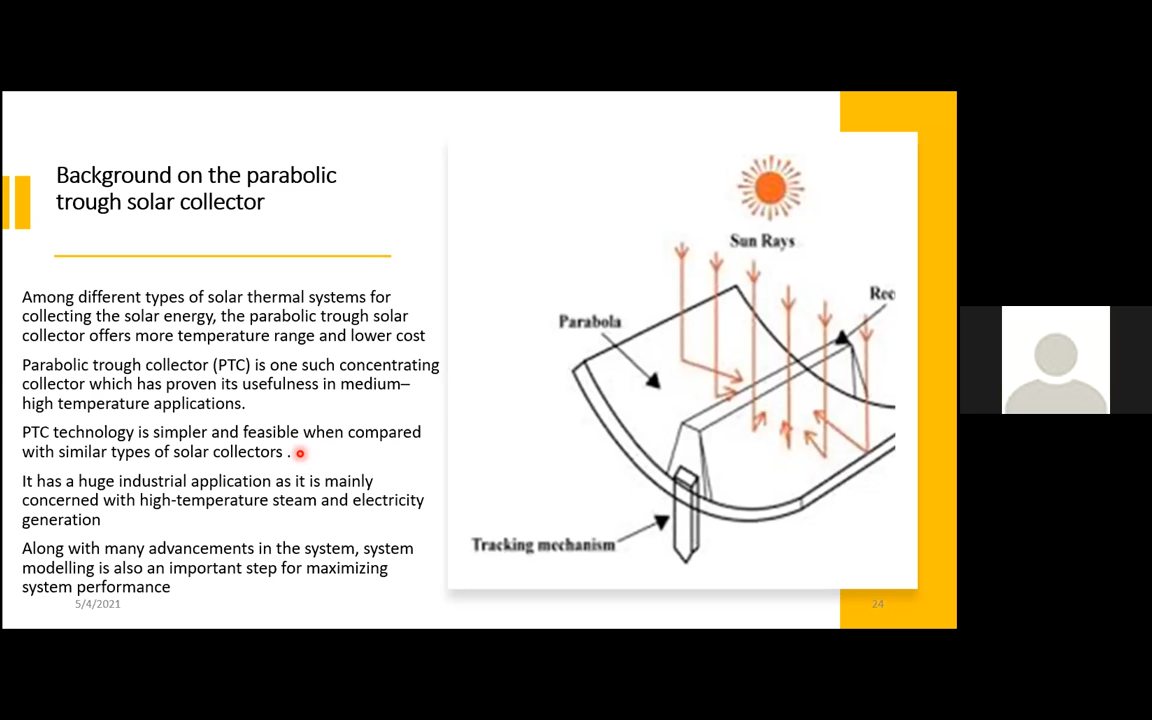 Background on the parabolic
trough solar collector
Among different types of solar thermal systems for
collecting the solar energy, the parabolic trough solar
collector offers more temperature range and lower cost
Parabolic trough collector (PTC) is one such concentrating
collector which has proven its usefulness in medium–
high temperature applications.
PTC technology is simpler and feasible when compared
with similar types of solar collectors .
It has a huge industrial application as it is mainly
concerned with high-temperature steam and electricity
generation
Along with many advancements in the system, system
modelling is also an important step for maximizing
system performance
5/4/2021
Sun Rays
Rec
Parabola
Tracking mechanism
24